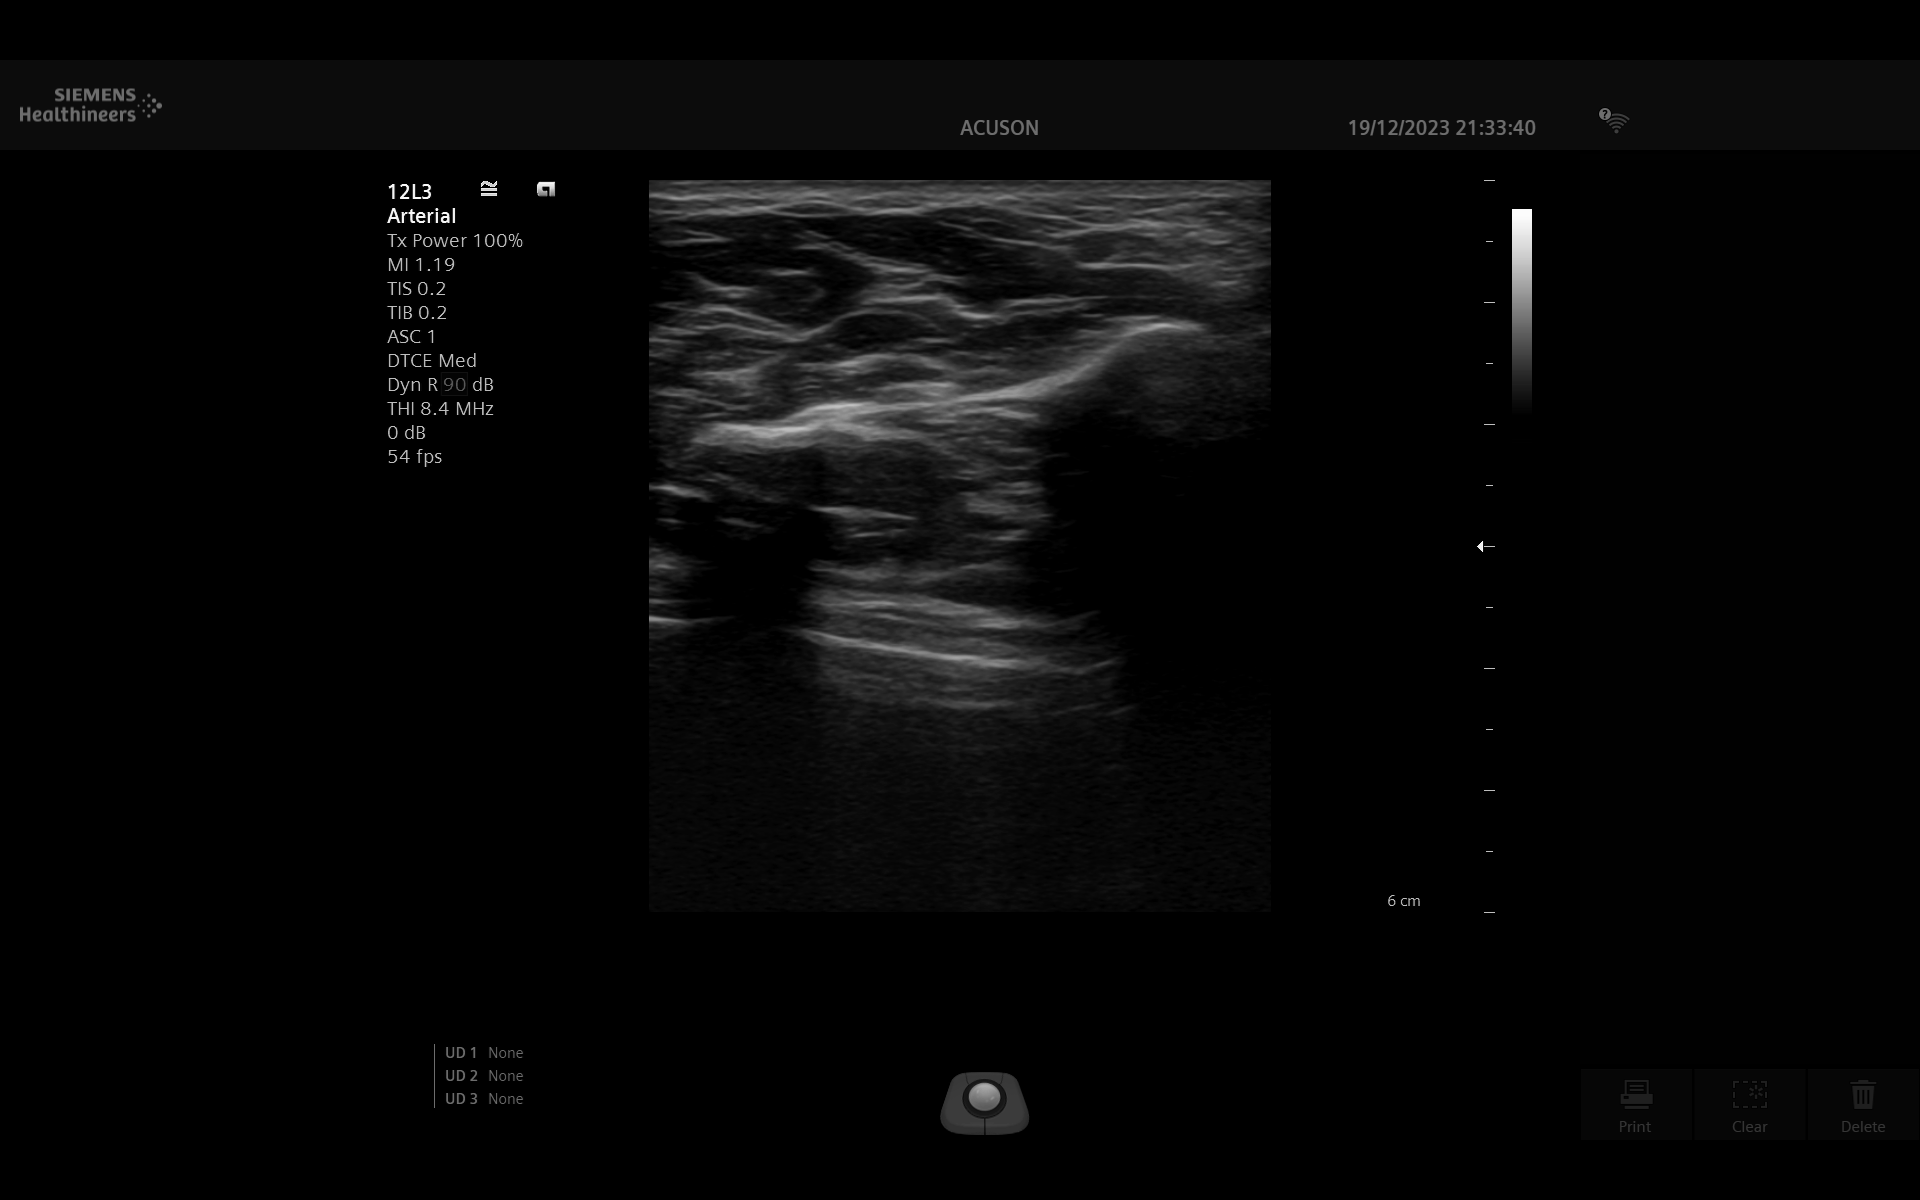 SIEMENS
Healthineers
ACUSON
19/12/2023 21:33:40
?
12L3
Arterial
Tx Power 100%
MI 1.19
TIS 0.2
TIB 0.2
ASC 1
DTCE Med
Dyn R 90 dB
THI 8.4 MHz
0 dB
54 fps
6 cm
UD 1 None
UD 2 None
UD 3 None
Print
Clear
Delete